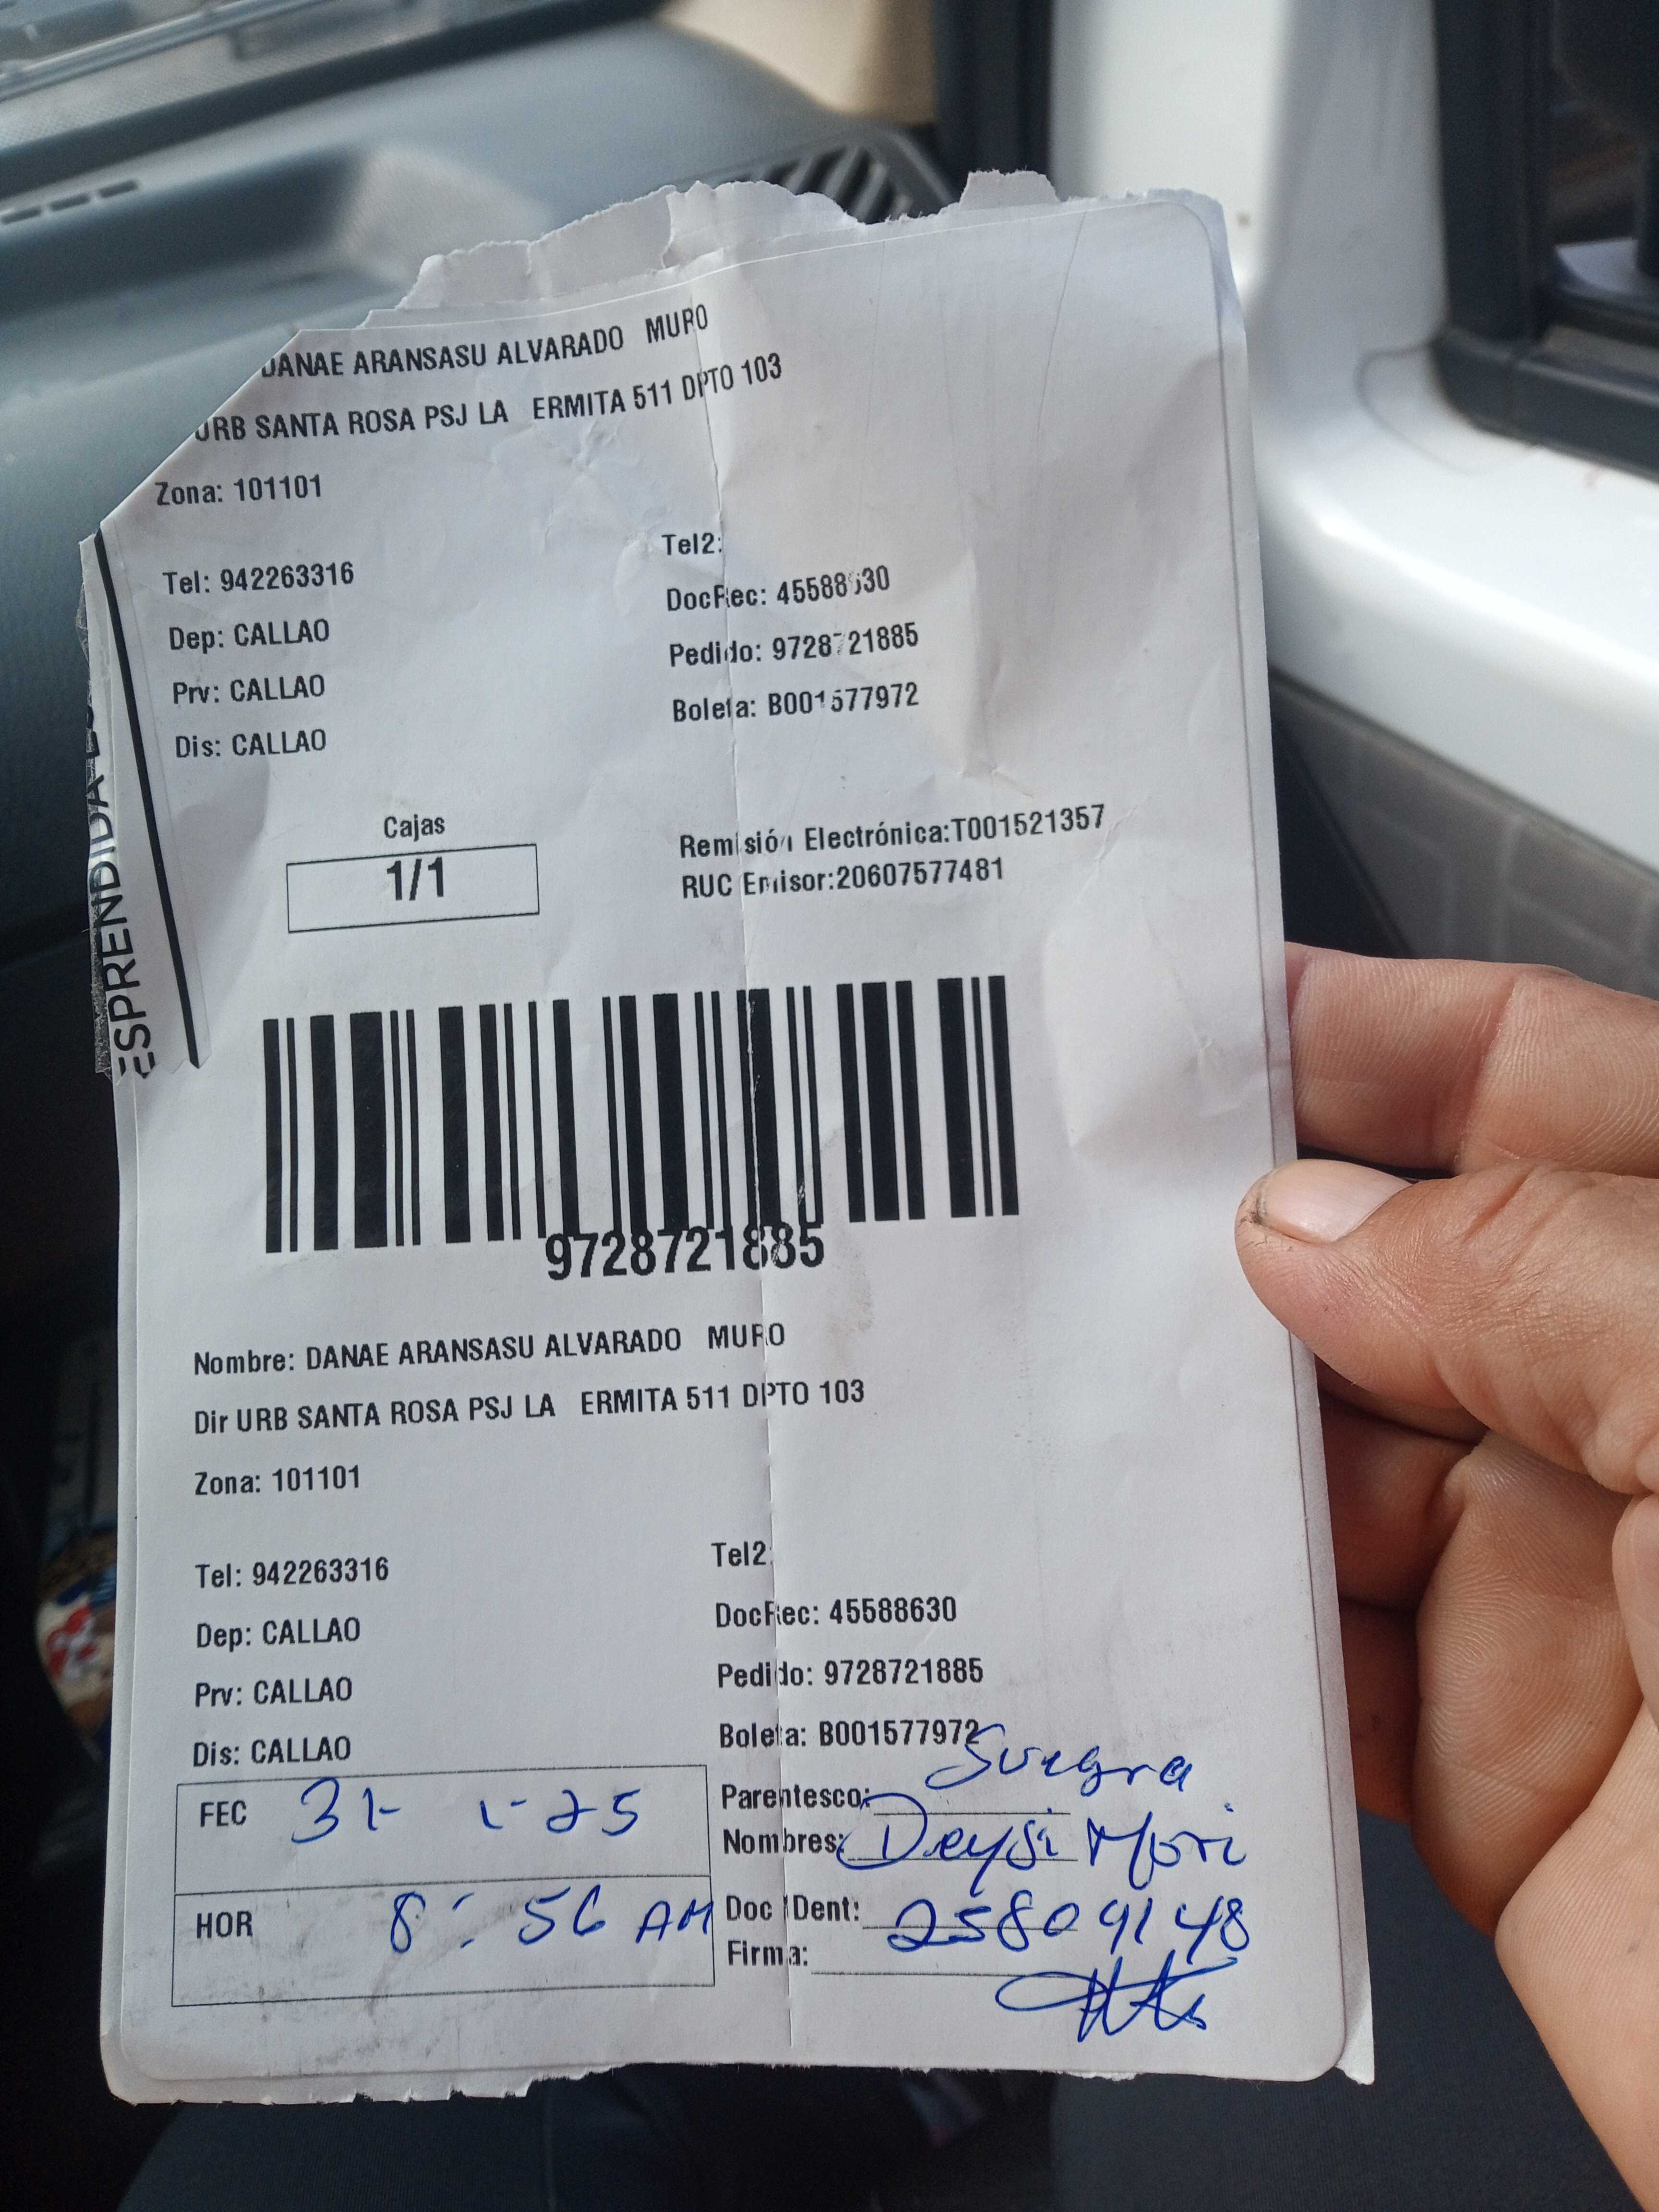 DANAE ARANSASU ALVARADO MURO
URB SANTA ROSA PSJ LA ERMITA 511 DPTO 103
Zona: 101101
Tel: 942263316
Tel2:
Dep: CALLAO
DocRec: 45588630
Prv: CALLAO
Pedido: 9728721885
Dis: CALLAO
Boleta: B001577972
Cajas
1/1
Remisión Electrónica:T001521357
RUC Emisor:20607577481
ESPRENDIDA
9728721885
Nombre: DANAE ARANSASU ALVARADO MURO
Dir URB SANTA ROSA PSJ LA ERMITA 511 DPTO 103
Zona: 101101
Tel: 942263316
Tel2
Dep: CALLAO
DocRec: 45588630
Prv: CALLAO
Pedido: 9728721885
Dis: CALLAO
Boleta: B001577972
FEC 31- 1-25
Parentesco: Suegra
Nombres: Deysi Mori
HOR 8:56 AM
Doc IDent: 25809148
Firma: